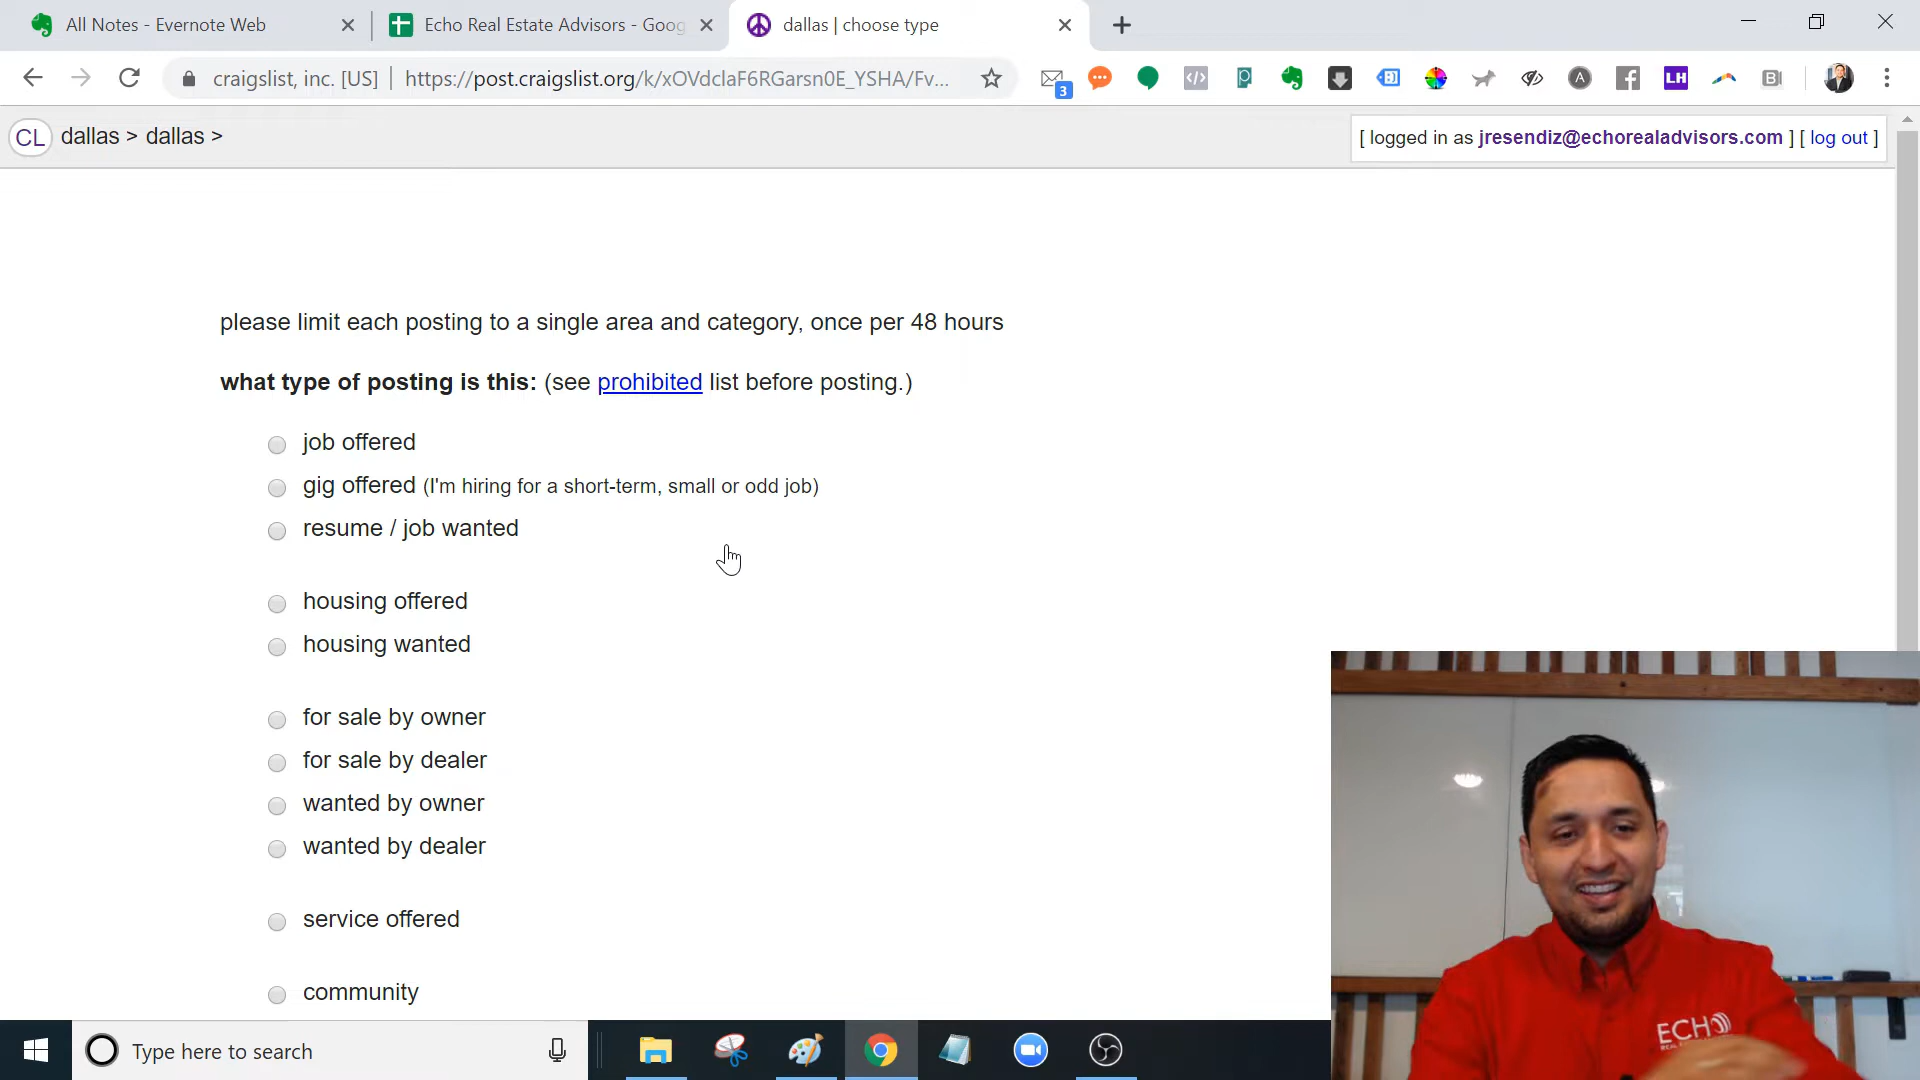 All Notes - Evernote Web
Echo Real Estate Advisors - Goog
dallas | choose type
craigslist, inc. [US] | https://post.craigslist.org/k/xOVdclaF6RGarsn0E_YSHA/Fv...
3
LH
CL dallas > dallas >
[ logged in as jresendiz@echorealadvisors.com ] [ log out ]
please limit each posting to a single area and category, once per 48 hours
what type of posting is this: (see prohibited list before posting.)
job offered
gig offered (I'm hiring for a short-term, small or odd job)
resume / job wanted
housing offered
housing wanted
for sale by owner
for sale by dealer
wanted by owner
wanted by dealer
service offered
community
ECHO
Type here to search